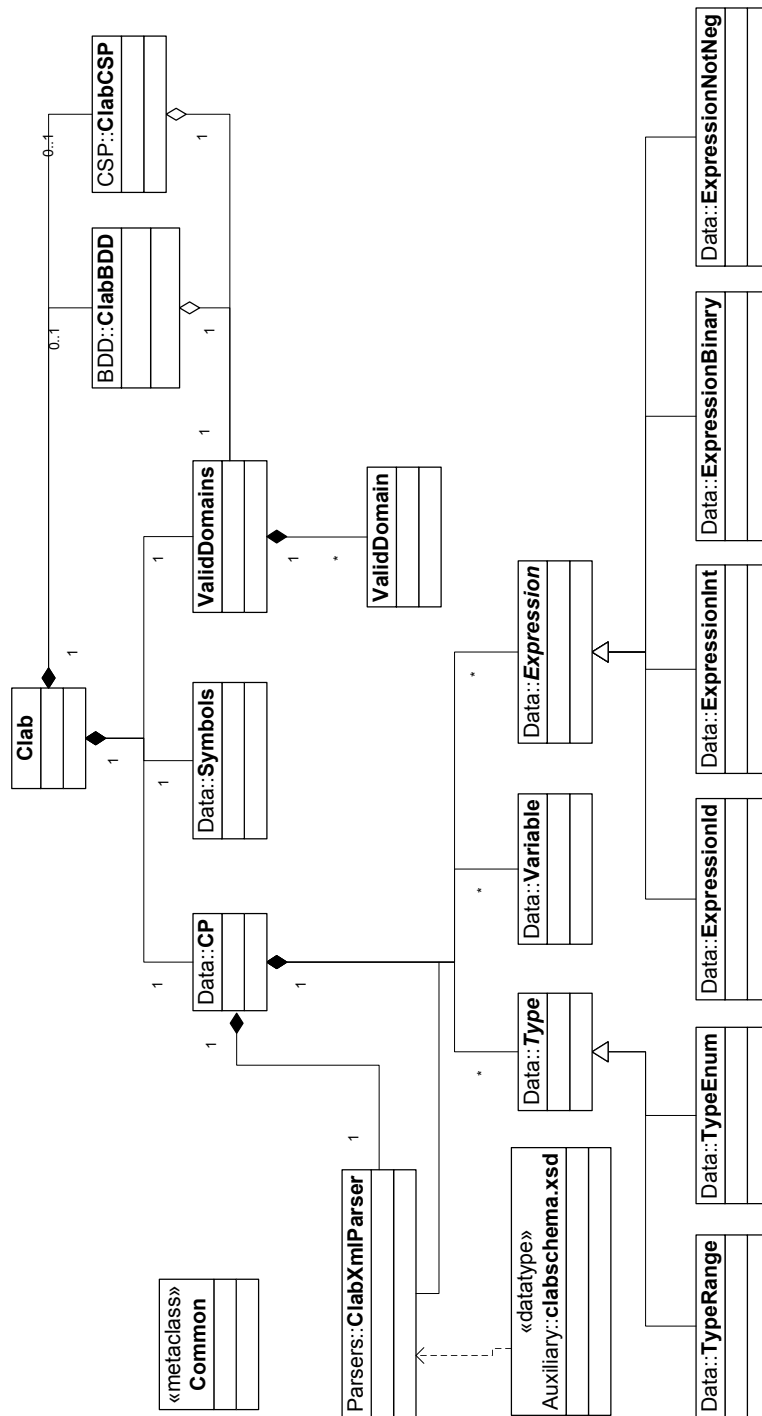 Clab
1
0..1
0..1
BDD::ClabBDD
CSP::ClabCSP
1
1
1
1
«metaclass»
Common
Data::CP
Data::Symbols
ValidDomains
1
1
1
1
1
1
*
1
Parsers::ClabXmlParser
ValidDomain
*
*
*
«datatype»
Auxiliary::clabschema.xsd
Data::Type
Data::Variable
Data::Expression
Data::TypeRange
Data::TypeEnum
Data::ExpressionId
Data::ExpressionInt
Data::ExpressionBinary
Data::ExpressionNotNeg